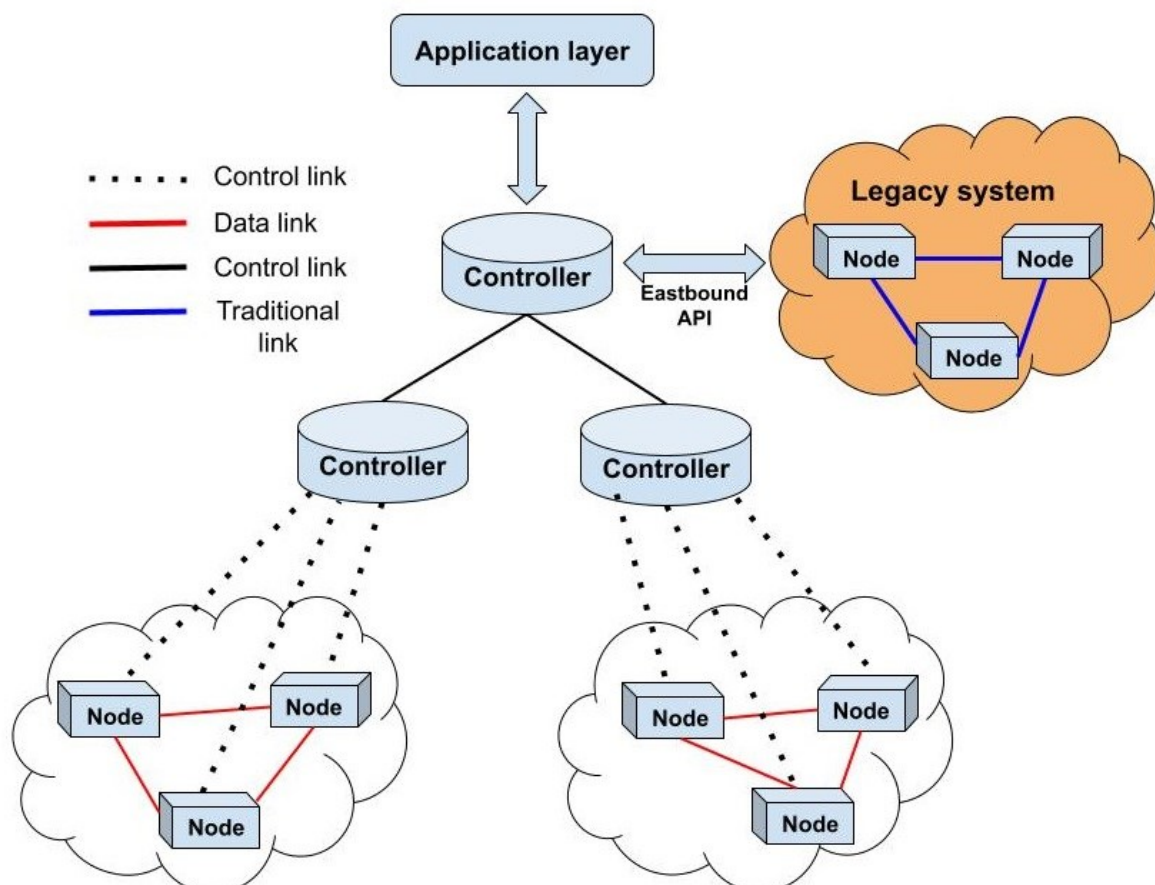 Application layer
Control link
Data link
Control link
Traditional
link
Controller
Eastbound
API
Legacy system
Node
Node
Node
Controller
Controller
Node
Node
Node
Node
Node
Node